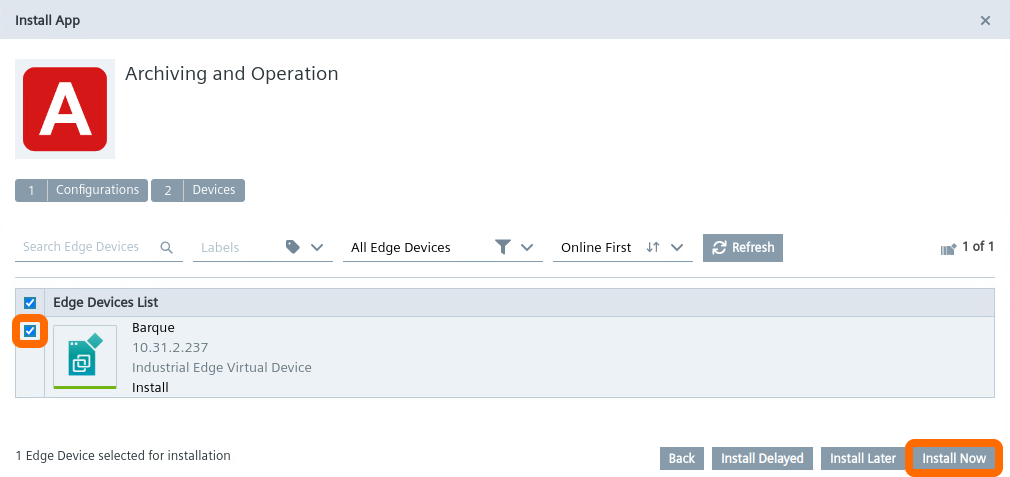 Install App
A
Archiving and Operation
1 Configurations 2 Devices
Search Edge Devices Labels All Edge Devices Online First Refresh 1 of 1
Edge Devices List
Barque
10.31.2.237
Industrial Edge Virtual Device
Install
1 Edge Device selected for installation Back Install Delayed Install Later Install Now